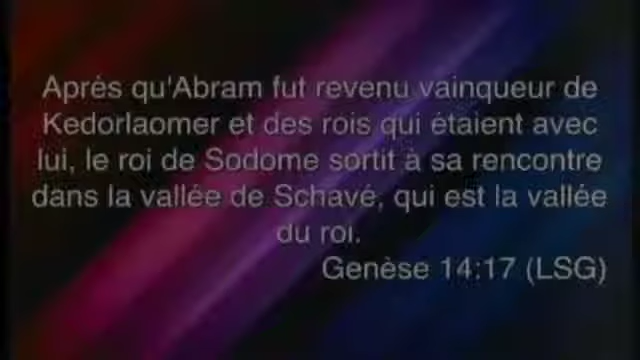 Après qu'Abram fut revenu vainqueur de
Kedorlaomer et des rois qui étaient avec
lui, le roi de Sodome sortit à sa rencontre
dans la vallée de Schavé, qui est la vallée
du roi.
Genèse 14:17 (LSG)